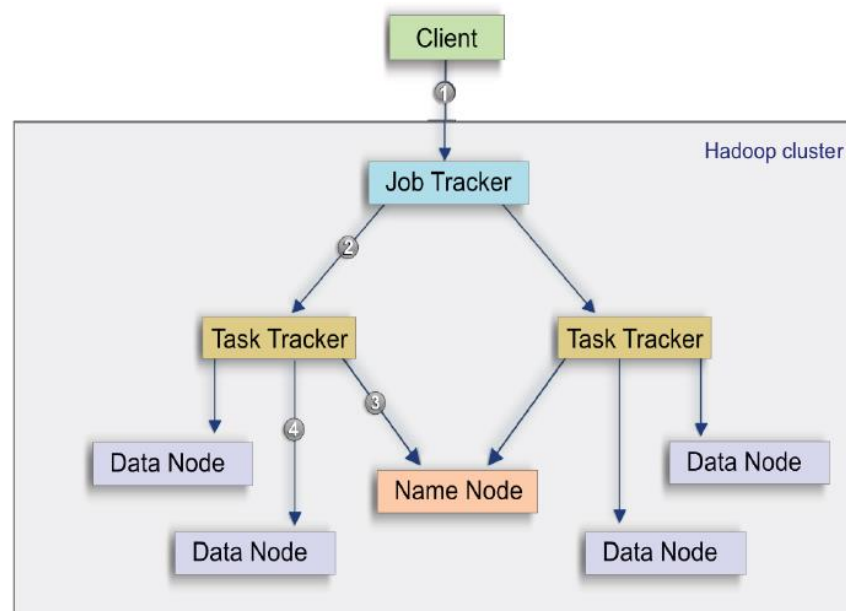 Client
1
Hadoop cluster
Job Tracker
2
Task Tracker
Task Tracker
3
4
Data Node
Data Node
Name Node
Data Node
Data Node